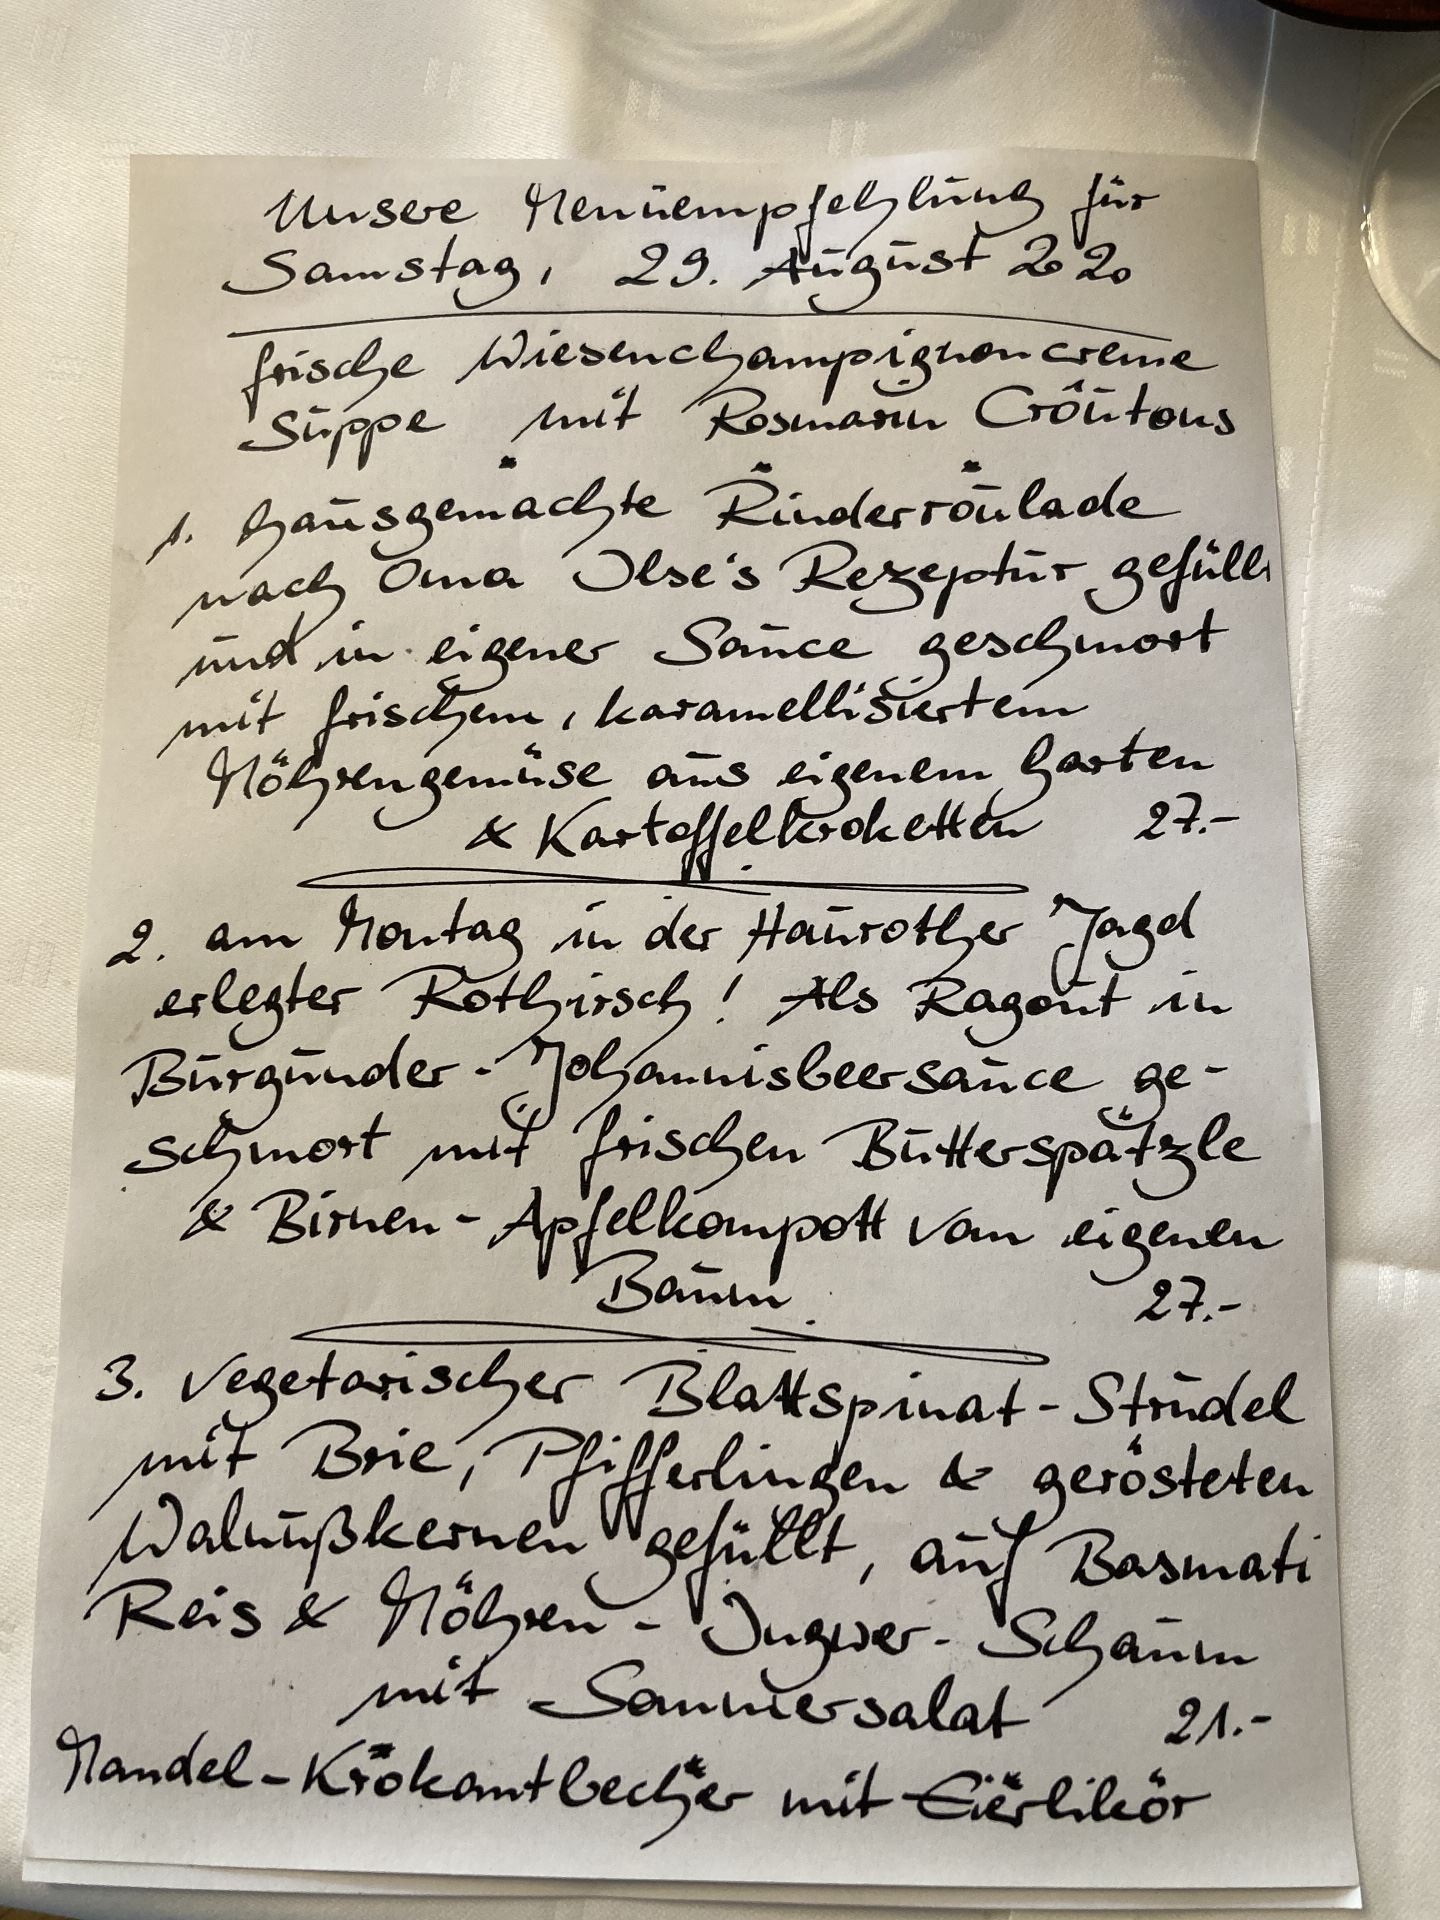 Unsere Menüempfehlung für
Samstag, 29. August 2020
frische Wiesenchampignoncreme
Suppe mit Rosmarin Croûtons
1. hausgemachte Rinderroulade
nach Oma Ilse's Rezeptur gefüllt
und in eigener Sauce geschmort
mit frischem, karamellisiertem
Möhrengemüse aus eigenem Garten
& Kartoffelkroketten 27.-
2. am Montag in der Haurother Jagd
erlegter Rothirsch! Als Ragout in
Burgunder-Johannisbeersauce ge-
schmort mit frischen Butterspätzle
& Birnen-Apfelkompott vom eigenen
Baum 27.-
3. Vegetarischer Blattspinat-Strudel
mit Brie, Pfifferlingen & gerösteten
Walnußkernen gefüllt, auf Basmati
Reis & Möhren-Ingwer-Schaum
mit Sommersalat 21.-
Mandel-Krokantbecher mit Eierlikör